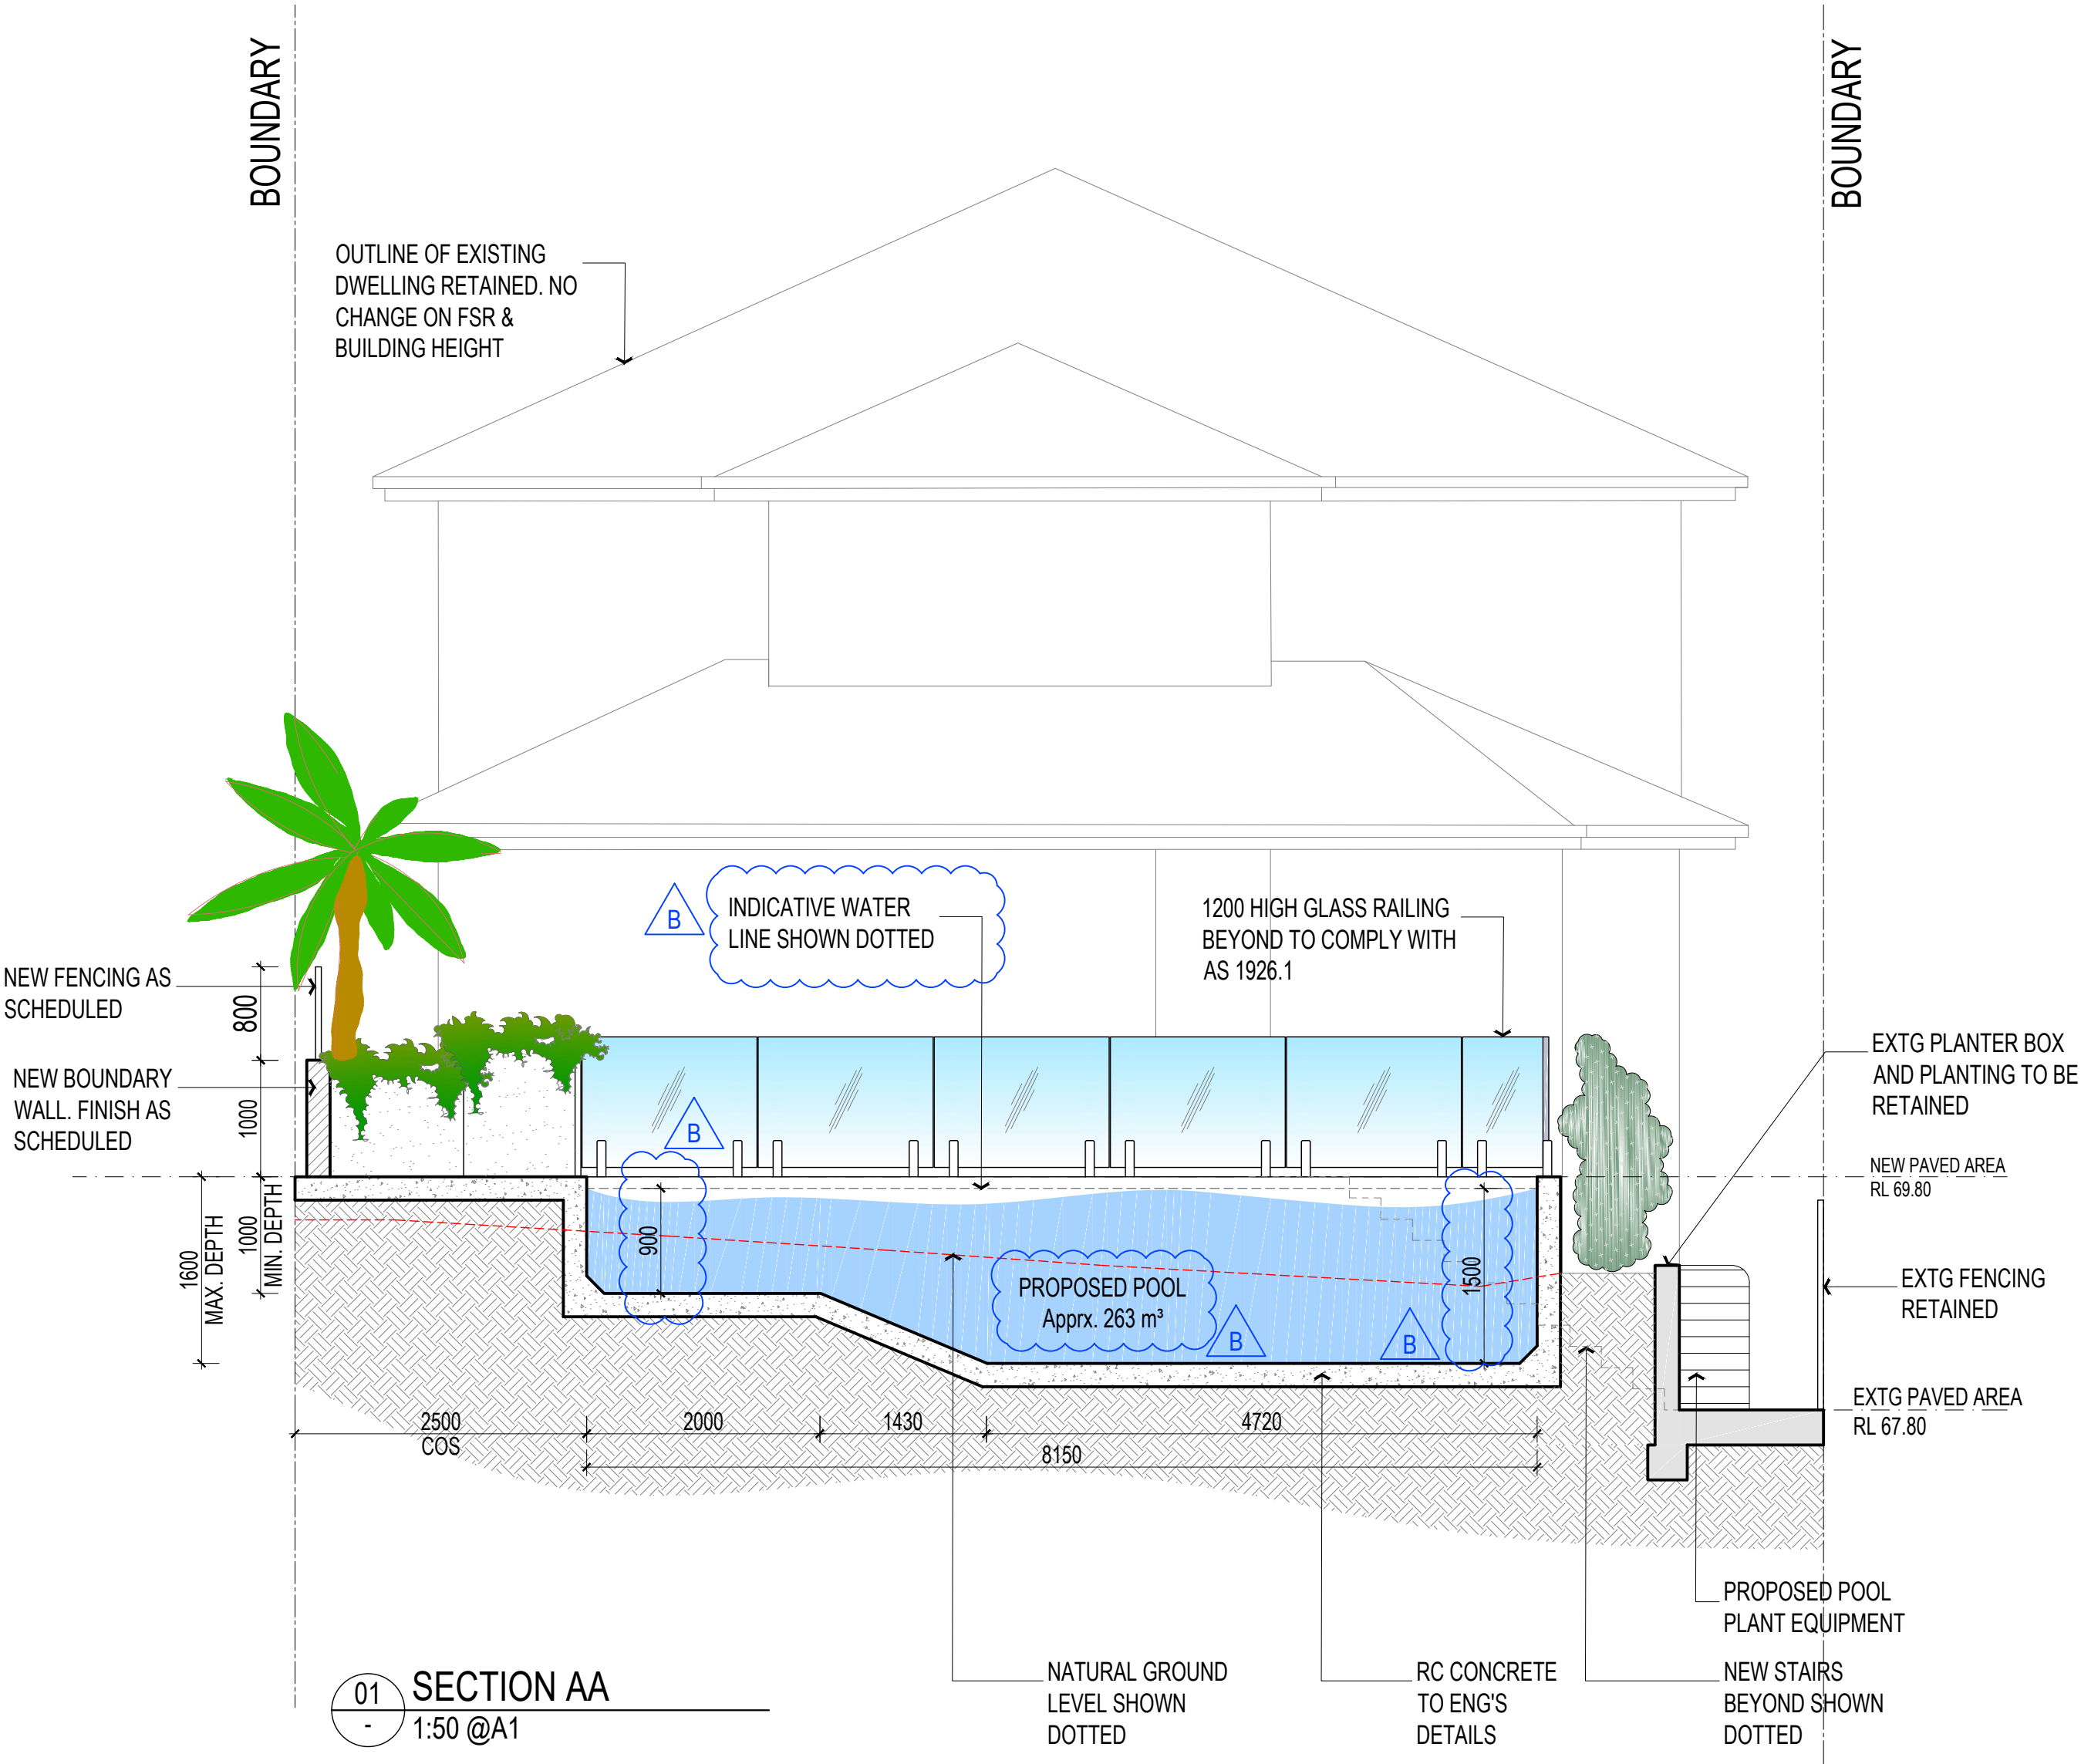 BOUNDARY
BOUNDARY
OUTLINE OF EXISTING
DWELLING RETAINED. NO
CHANGE ON FSR &
BUILDING HEIGHT
B
INDICATIVE WATER
LINE SHOWN DOTTED
1200 HIGH GLASS RAILING
BEYOND TO COMPLY WITH
AS 1926.1
NEW FENCING AS
SCHEDULED
800
NEW BOUNDARY
WALL. FINISH AS
SCHEDULED
1000
B
EXTG PLANTER BOX
AND PLANTING TO BE
RETAINED
NEW PAVED AREA
RL 69.80
1600
MAX. DEPTH
1000
MIN. DEPTH
900
1500
PROPOSED POOL
Apprx. 263 m³
B
B
EXTG FENCING
RETAINED
EXTG PAVED AREA
RL 67.80
2500
COS
2000
1430
4720
8150
PROPOSED POOL
PLANT EQUIPMENT
NATURAL GROUND
LEVEL SHOWN
DOTTED
RC CONCRETE
TO ENG'S
DETAILS
NEW STAIRS
BEYOND SHOWN
DOTTED
01
-
SECTION AA
1:50 @A1